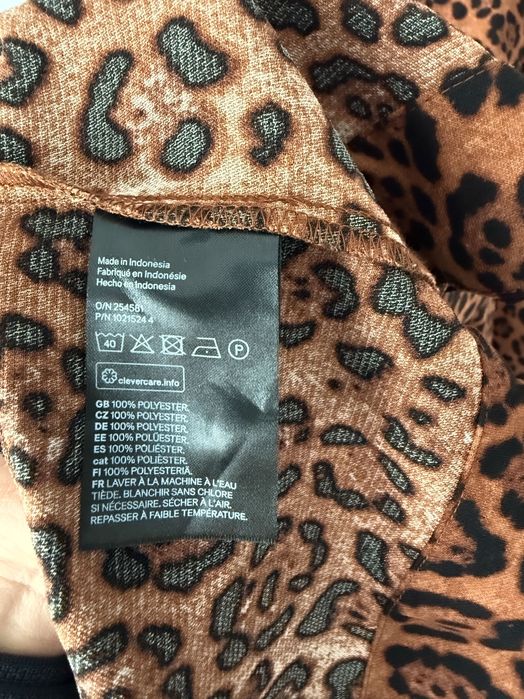 Made in Indonesia
Fabriqué en Indonésie
Hecho en Indonesia
O/N 254561
P/N 1021524 4
40 P
clevercare.info
GB 100% POLYESTER,
CZ 100% POLYESTER,
DE 100% POLYESTER,
EE 100% POLÜESTER,
ES 100% POLIÉSTER,
cat 100% POLIÈSTER,
FI 100% POLYESTERIÄ,
FR LAVER À LA MACHINE À L'EAU
TIÈDE. BLANCHIR SANS CHLORE
SI NÉCESSAIRE. SÉCHER À L'AIR.
REPASSER À FAIBLE TEMPÉRATURE.